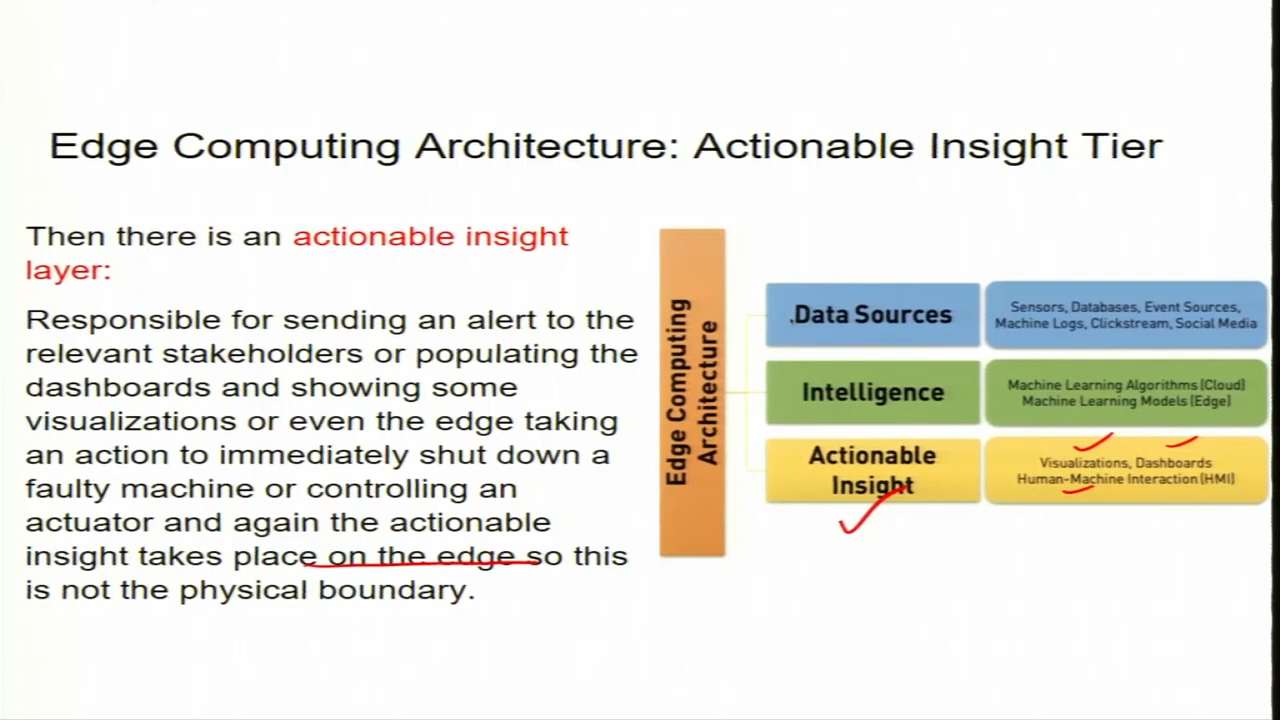 Edge Computing Architecture: Actionable Insight Tier
Then there is an actionable insight
layer:
Responsible for sending an alert to the
relevant stakeholders or populating the
dashboards and showing some
visualizations or even the edge taking
an action to immediately shut down a
faulty machine or controlling an
actuator and again the actionable
insight takes place on the edge so this
is not the physical boundary.
Edge Computing
Architecture
Data Sources
Sensors, Databases, Event Sources,
Machine Logs, Clickstream, Social Media
Intelligence
Machine Learning Algorithms (Cloud)
Machine Learning Models (Edge)
Actionable
Insight
Visualizations, Dashboards
Human-Machine Interaction (HMI)